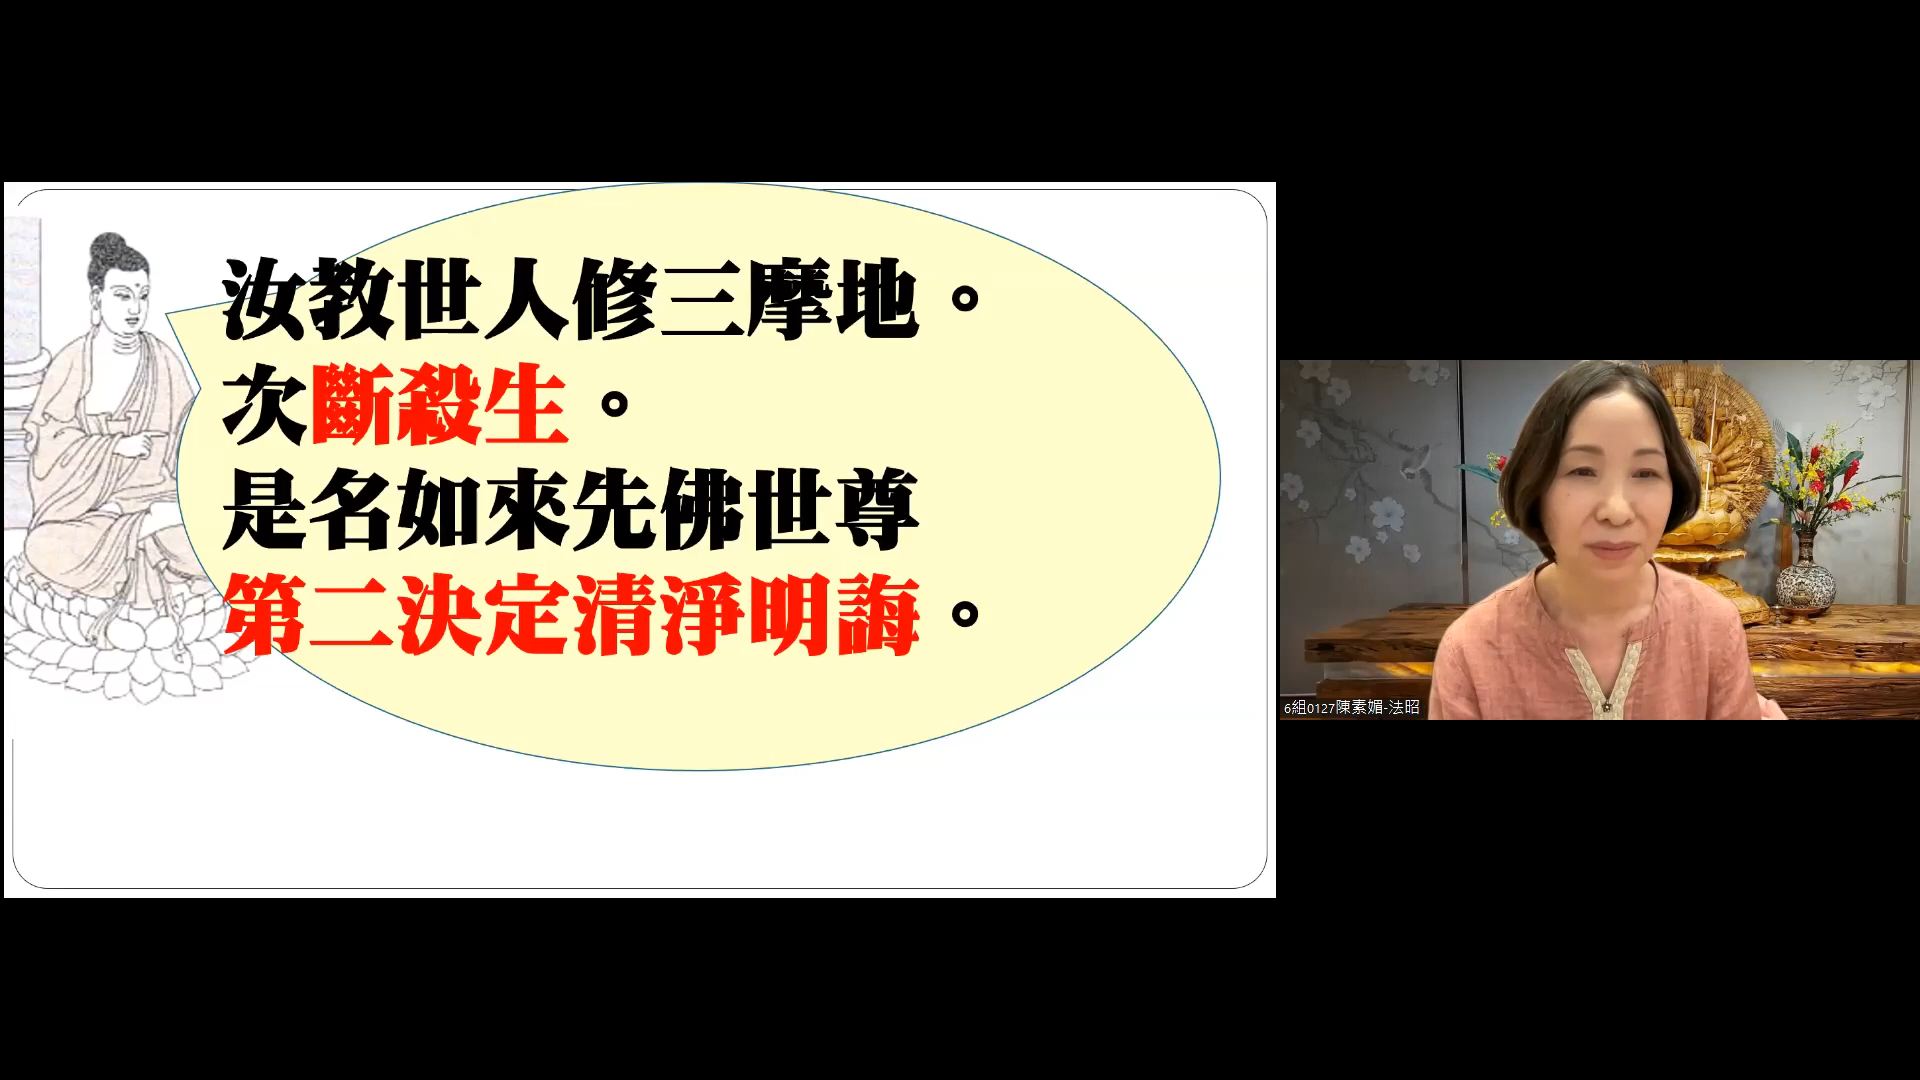 汝教世人修三摩地。
次斷殺生。
是名如來先佛世尊
第二決定清淨明誨。
6組0127陳素媚-法昭